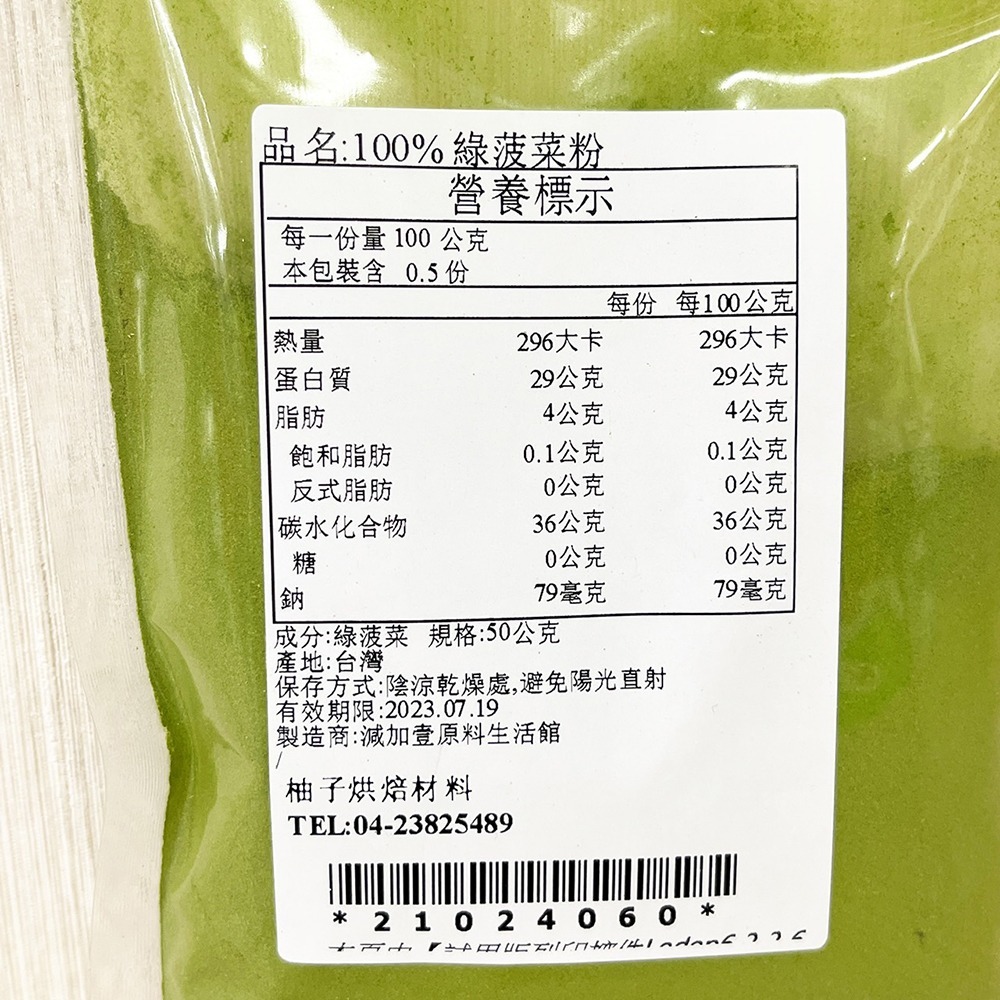 品名:100% 綠菠菜粉
營養標示
每一份量 100 公克
本包裝含 0.5份
每份 每100公克
熱量 296大卡 296大卡
蛋白質 29公克 29公克
脂肪 4公克 4公克
飽和脂肪 0.1公克 0.1公克
反式脂肪 0公克 0公克
碳水化合物 36公克 36公克
糖 0公克 0公克
鈉 79毫克 79毫克
成分:綠菠菜 規格:50公克
產地:台灣
保存方式:陰涼乾燥處,避免陽光直射
有效期限:2023.07.19
製造商:減加壹原料生活館
/
柚子烘焙材料
TEL:04-23825489
*21024060*